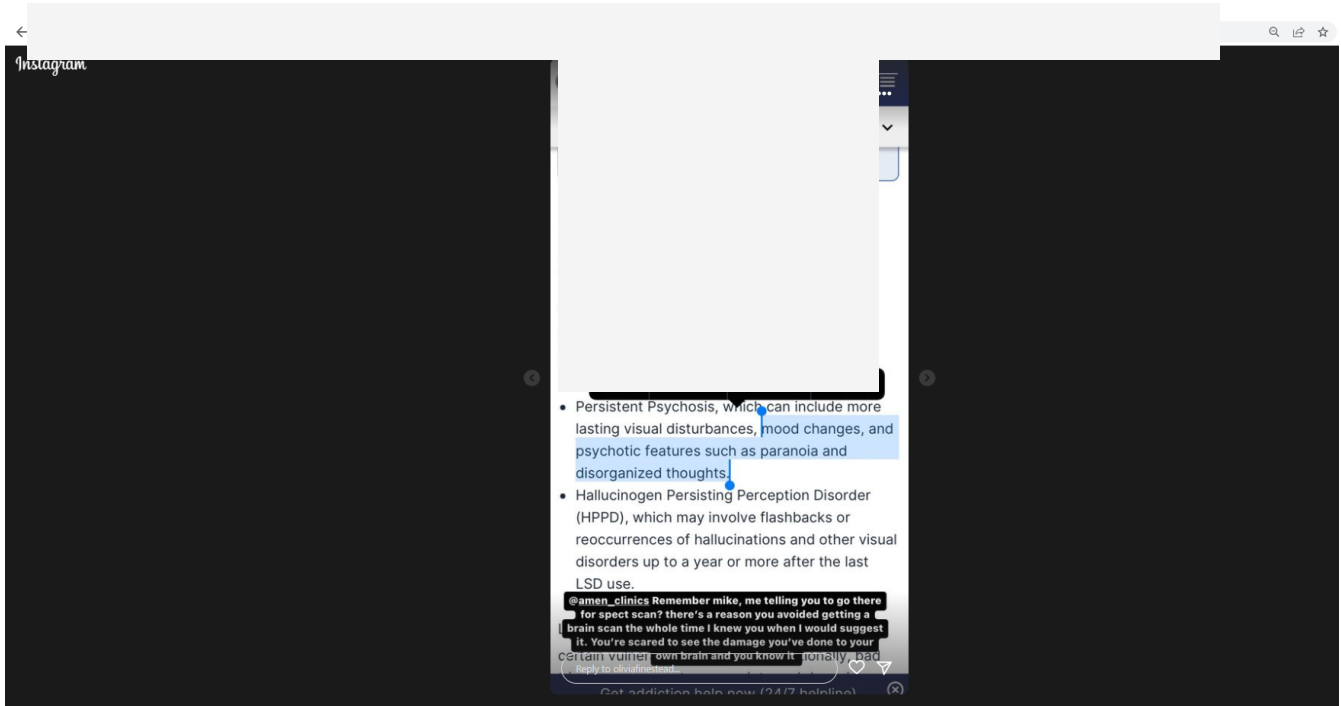 Instagram
• Persistent Psychosis, which can include more
lasting visual disturbances, mood changes, and
psychotic features such as paranoia and
disorganized thoughts.
• Hallucinogen Persisting Perception Disorder
(HPPD), which may involve flashbacks or
reoccurrences of hallucinations and other visual
disorders up to a year or more after the last
LSD use.
@amen_clinics Remember mike, me telling you to go there
for spect scan? there's a reason you avoided getting a
brain scan the whole time I knew you when I would suggest
it. You're scared to see the damage you've done to your
own brain and you know it
certain bad
Reply to oliviafinestead...
Get addiction help now (24/7 helpline)